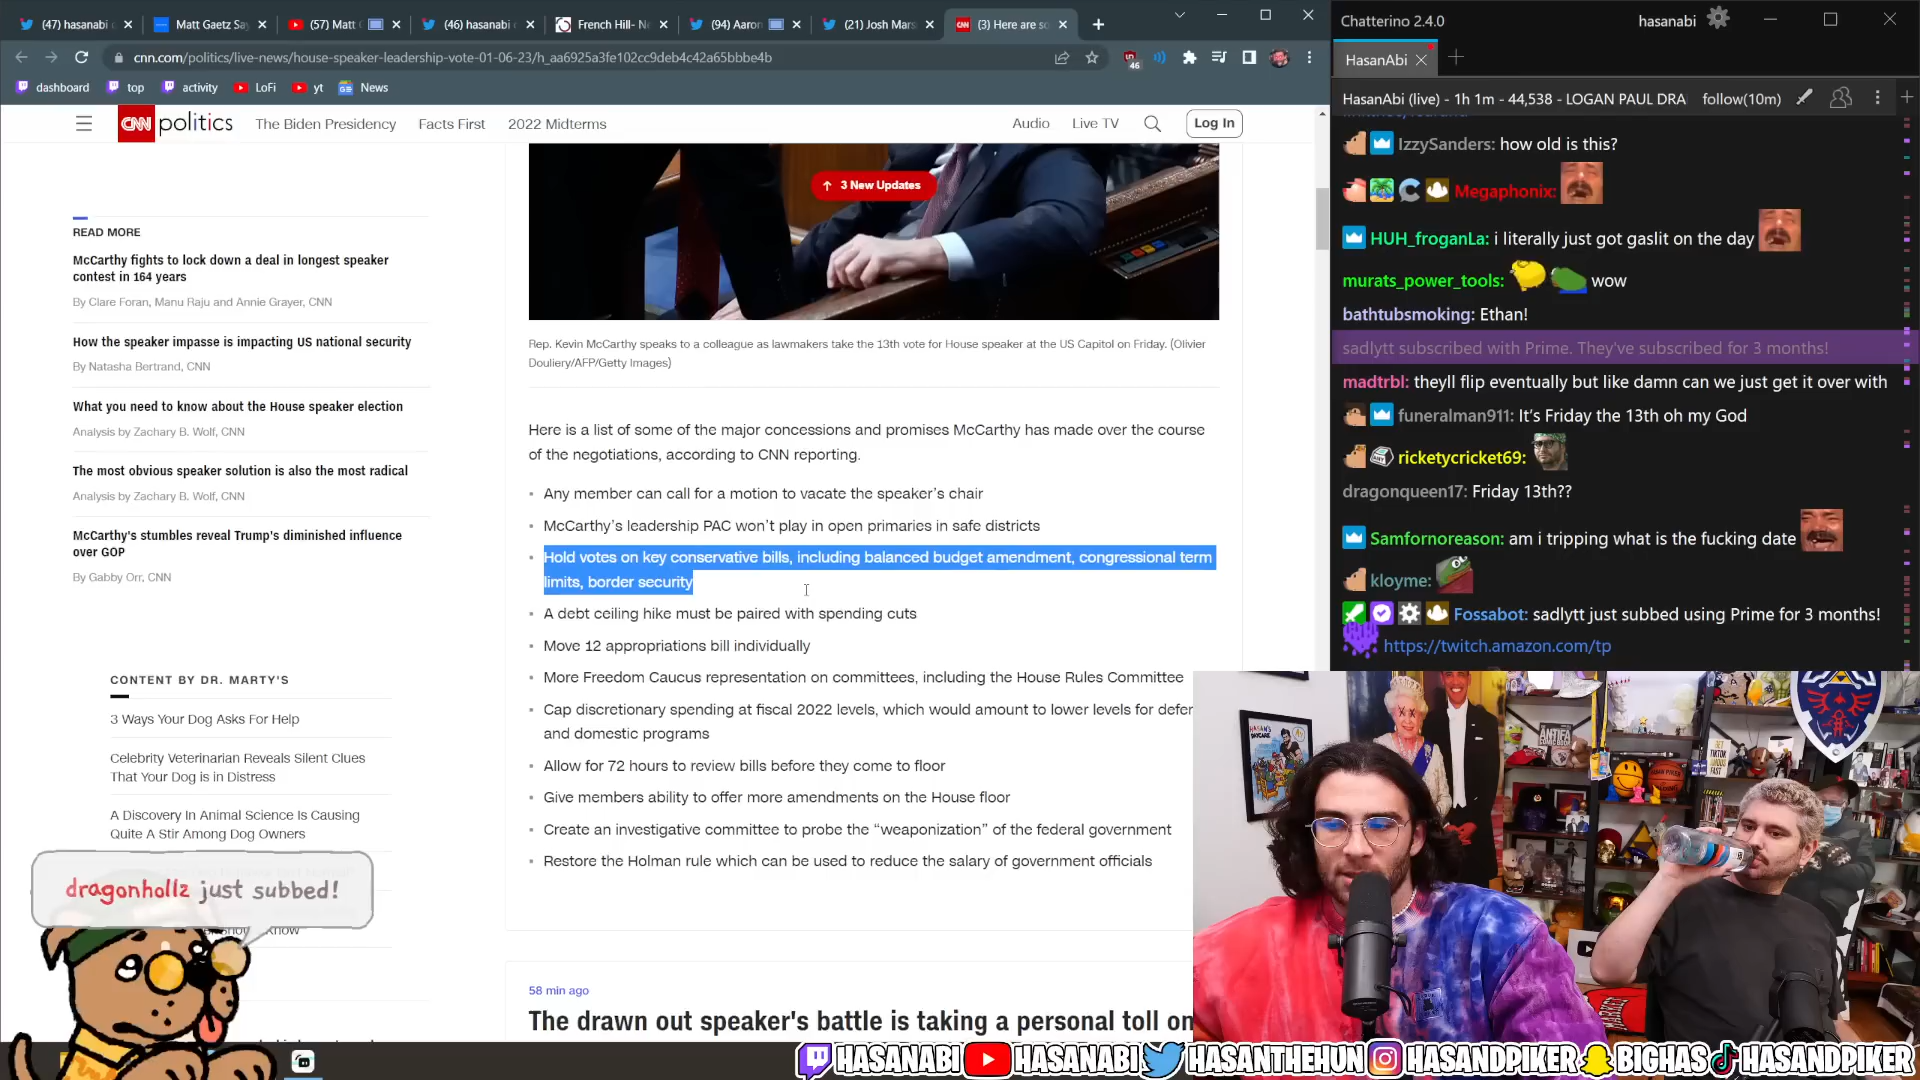 (47) hasanabi
Matt Gaetz Say
(57) Matt
(46) hasanabi
French Hill- Ne
(94) Aaron
(21) Josh Mars
(3) Here are so
cnn.com/politics/live-news/house-speaker-leadership-vote-01-06-23/h_aa6925a3fe102cc9deb4c42a65bbbe4b
46
dashboard
top
activity
LoFi
yt
News
CNN politics
The Biden Presidency
Facts First
2022 Midterms
Audio
Live TV
Log In
3 New Updates
READ MORE
McCarthy fights to lock down a deal in longest speaker
contest in 164 years
By Clare Foran, Manu Raju and Annie Grayer, CNN
How the speaker impasse is impacting US national security
By Natasha Bertrand, CNN
What you need to know about the House speaker election
Analysis by Zachary B. Wolf, CNN
The most obvious speaker solution is also the most radical
Analysis by Zachary B. Wolf, CNN
McCarthy's stumbles reveal Trump's diminished influence
over GOP
By Gabby Orr, CNN
CONTENT BY DR. MARTY'S
3 Ways Your Dog Asks For Help
Celebrity Veterinarian Reveals Silent Clues
That Your Dog is in Distress
A Discovery In Animal Science Is Causing
Quite A Stir Among Dog Owners
dragonhollz just subbed!
Know
Rep. Kevin McCarthy speaks to a colleague as lawmakers take the 13th vote for House speaker at the US Capitol on Friday. (Olivier
Douliery/AFP/Getty Images)
Here is a list of some of the major concessions and promises McCarthy has made over the course
of the negotiations, according to CNN reporting.
• Any member can call for a motion to vacate the speaker's chair
• McCarthy's leadership PAC won't play in open primaries in safe districts
• Hold votes on key conservative bills, including balanced budget amendment, congressional term
limits, border security
• A debt ceiling hike must be paired with spending cuts
• Move 12 appropriations bill individually
• More Freedom Caucus representation on committees, including the House Rules Committee
• Cap discretionary spending at fiscal 2022 levels, which would amount to lower levels for defen
and domestic programs
• Allow for 72 hours to review bills before they come to floor
• Give members ability to offer more amendments on the House floor
• Create an investigative committee to probe the “weaponization” of the federal government
• Restore the Holman rule which can be used to reduce the salary of government officials
58 min ago
The drawn out speaker's battle is taking a personal toll on
Chatterino 2.4.0
hasanabi
HasanAbi
HasanAbi (live) - 1h 1m - 44,538 - LOGAN PAUL DRA
follow(10m)
IzzySanders: how old is this?
Megaphonix:
HUH_froganLa: i literally just got gaslit on the day
murats_power_tools: wow
bathtubsmoking: Ethan!
sadlytt subscribed with Prime. They've subscribed for 3 months!
madtrbl: theyll flip eventually but like damn can we just get it over with
funeralman911: It's Friday the 13th oh my God
ricketycricket69:
dragonqueen17: Friday 13th??
Samfornoreason: am i tripping what is the fucking date
kloyme:
Fossabot: sadlytt just subbed using Prime for 3 months!
https://twitch.amazon.com/tp
ANTIFA
HASANABI
HASANABI
HASANTHEHUN
HASANDPIKER
BIGHAS
HASANDPIKER